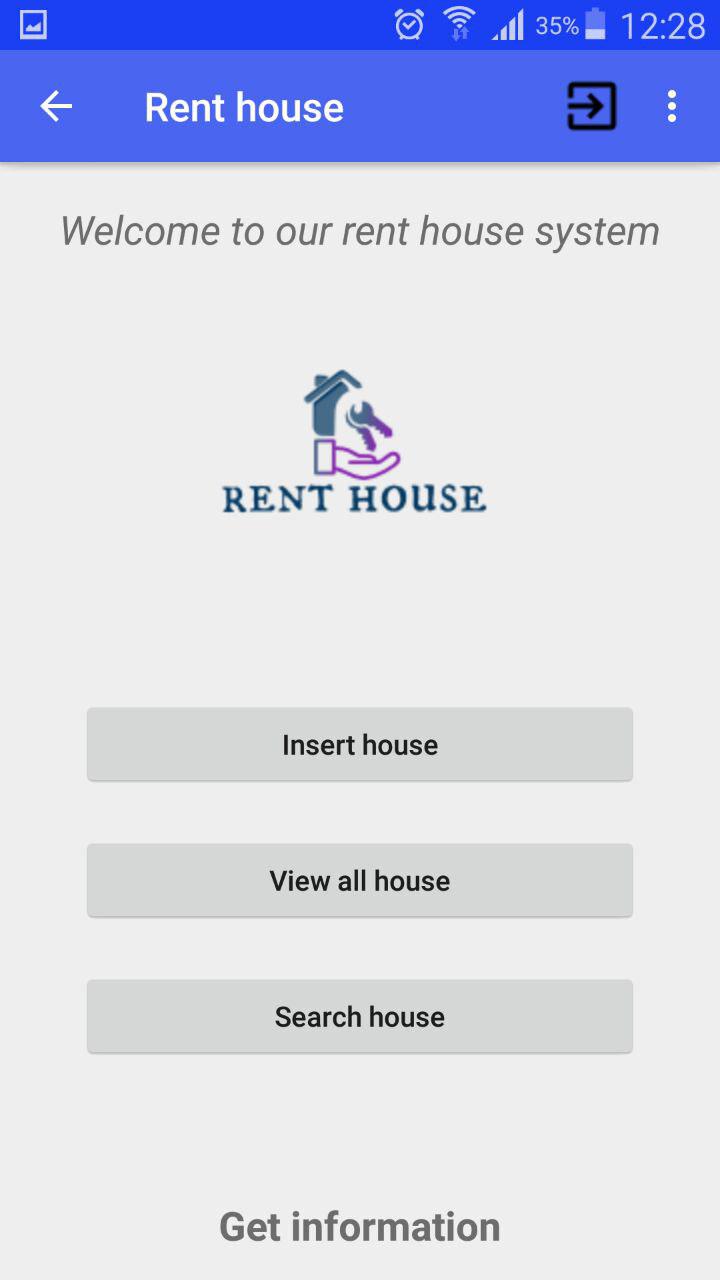 35% 12:28
Rent house
Welcome to our rent house system
RENT HOUSE
Insert house
View all house
Search house
Get information